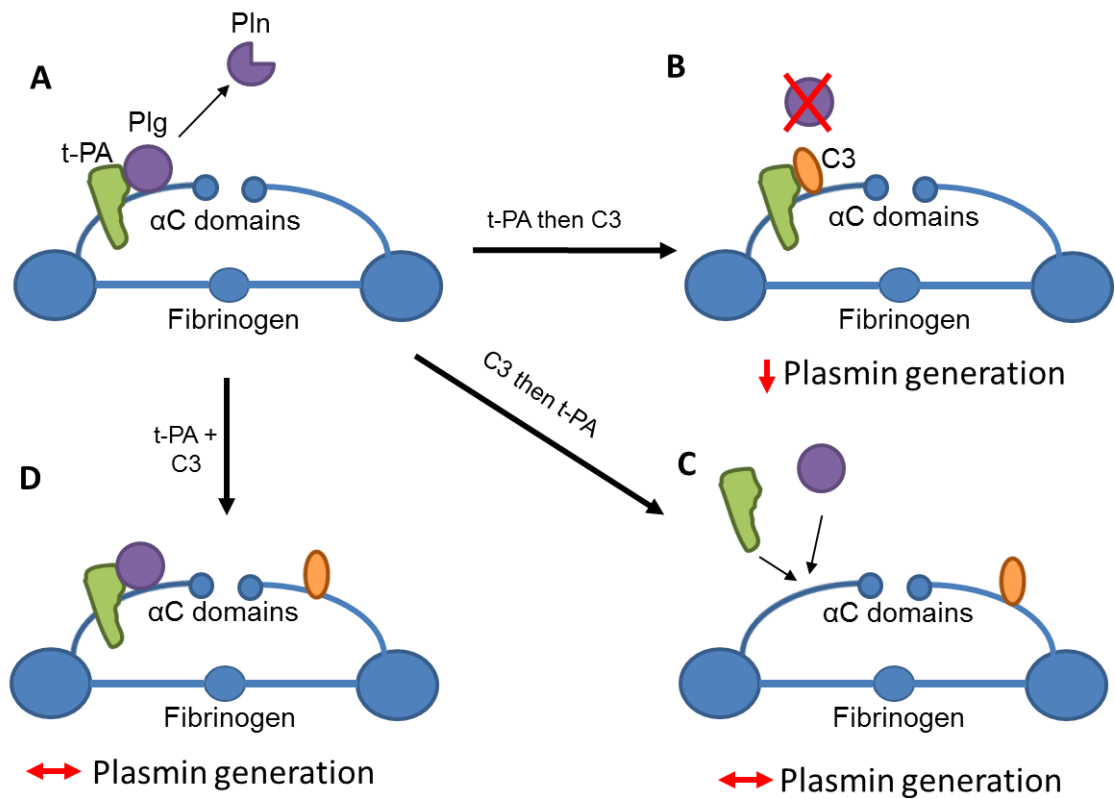 A
Pln
Plg
t-PA
αC domains
Fibrinogen
t-PA then C3
B
C3
αC domains
Fibrinogen
Plasmin generation
C3 then t-PA
C
αC domains
Fibrinogen
Plasmin generation
t-PA +
C3
D
αC domains
Fibrinogen
Plasmin generation